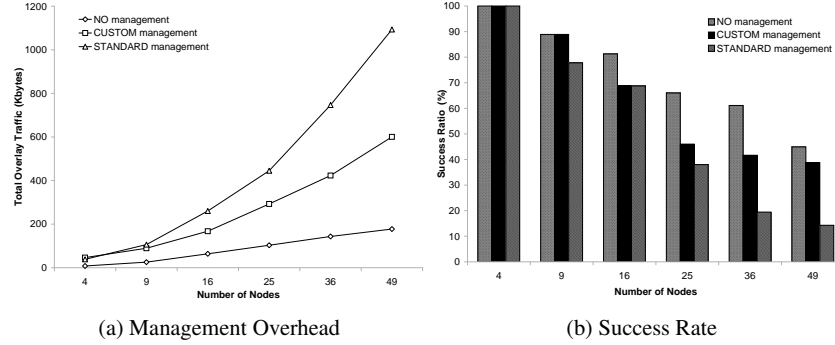 Total Overlay Traffic (Kbytes)
1200
1000
800
600
400
200
0
4 9 16 25 36 49
Number of Nodes
NO management
CUSTOM management
STANDARD management
(a) Management Overhead
Success Ratio (%)
100
90
80
70
60
50
40
30
20
10
0
4 9 16 25 36 49
Number of Nodes
NO management
CUSTOM management
STANDARD management
(b) Success Rate